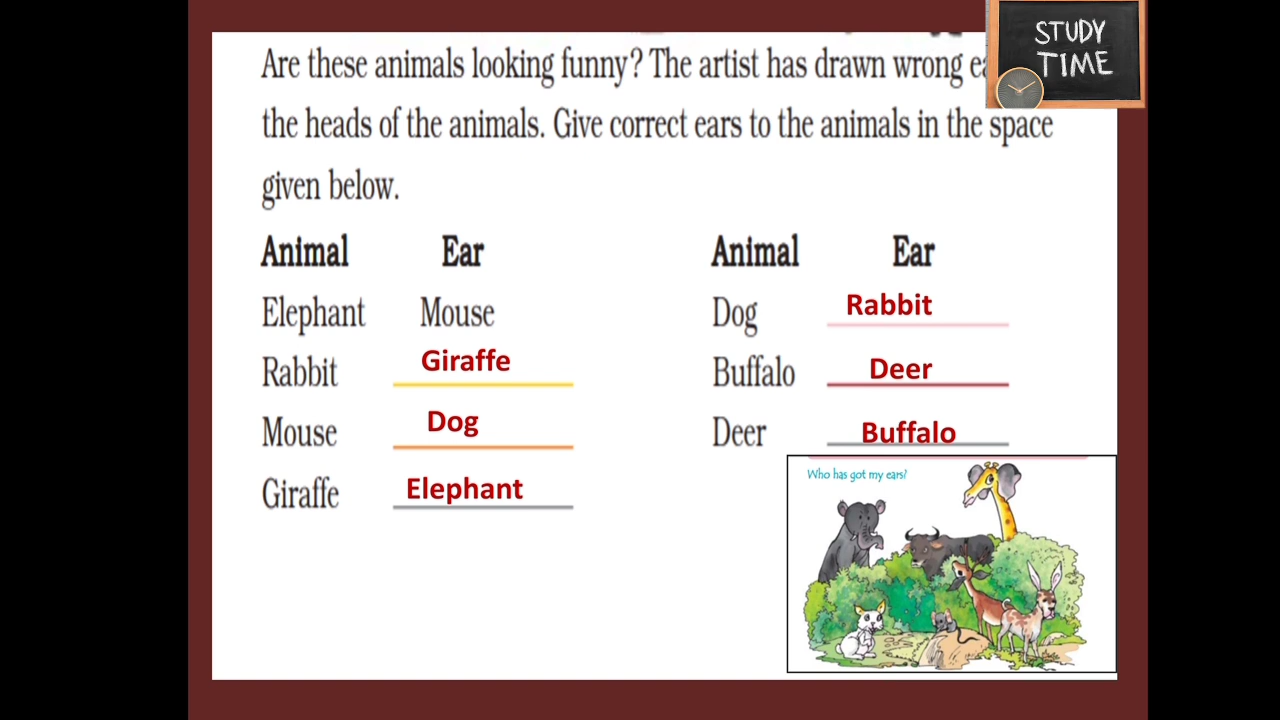 Are these animals looking funny? The artist has drawn wrong
the heads of the animals. Give correct ears to the animals in the space
given below.
Animal Ear Animal Ear
Elephant Mouse Dog Rabbit
Rabbit Giraffe Buffalo Deer
Mouse Dog Deer Buffalo
Giraffe Elephant
Who has got my ears?
STUDY
TIME